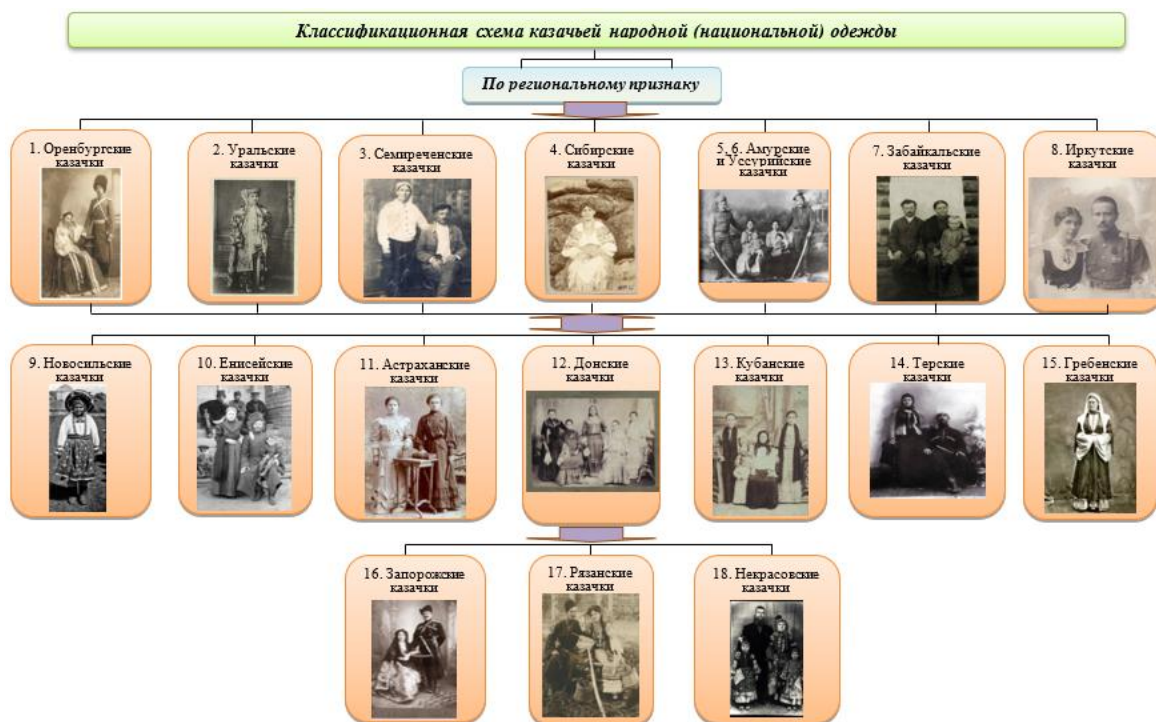 Классификационная схема казачьей народной (национальной) одежды
По региональному признаку
1. Оренбургские
казачки
2. Уральские
казачки
3. Семиреченские
казачки
4. Сибирские
казачки
5, 6. Амурские
и Уссурийские
казачки
7. Забайкальские
казачки
8. Иркутские
казачки
9. Новосильские
казачки
10. Енисейские
казачки
11. Астраханские
казачки
12. Донские
казачки
13. Кубанские
казачки
14. Терские
казачки
15. Гребенские
казачки
16. Запорожские
казачки
17. Рязанские
казачки
18. Некрасовские
казачки